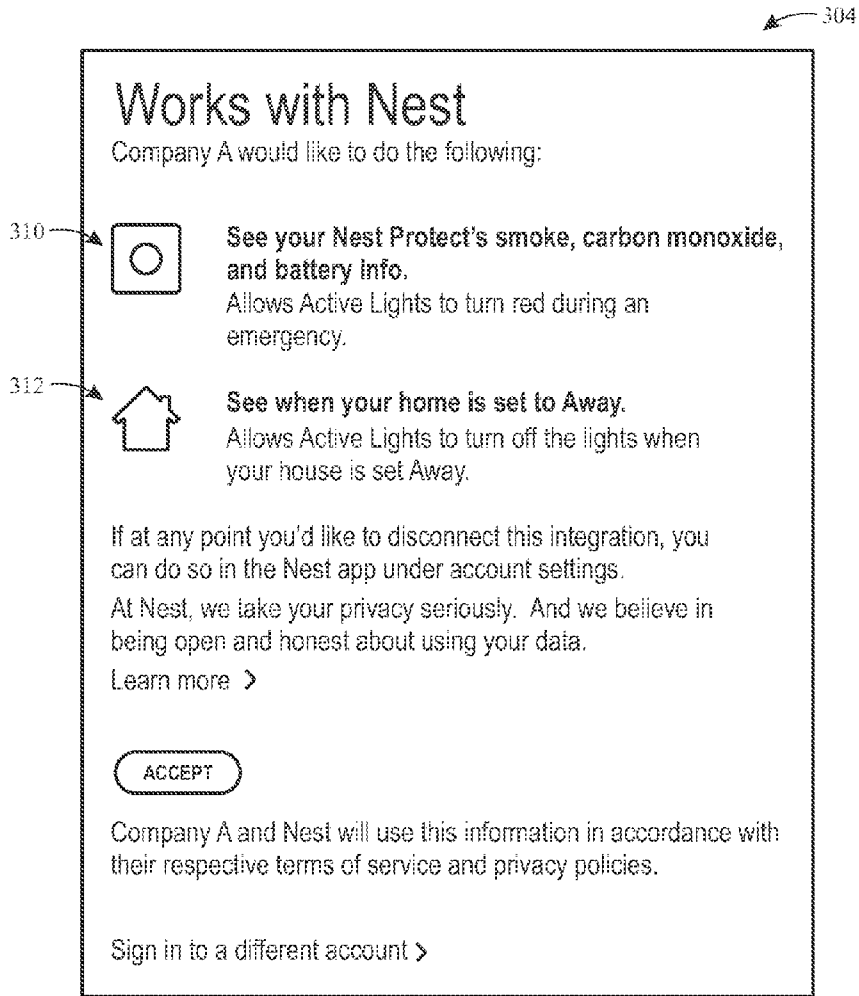 304
Works with Nest
Company A would like to do the following:
310
See your Nest Protect's smoke, carbon monoxide,
and battery info.
Allows Active Lights to turn red during an
emergency.
312
See when your home is set to Away.
Allows Active Lights to turn off the lights when
your house is set Away.
If at any point you'd like to disconnect this integration, you
can do so in the Nest app under account settings.
At Nest, we take your privacy seriously. And we believe in
being open and honest about using your data.
Learn more >
ACCEPT
Company A and Nest will use this information in accordance with
their respective terms of service and privacy policies.
Sign in to a different account >